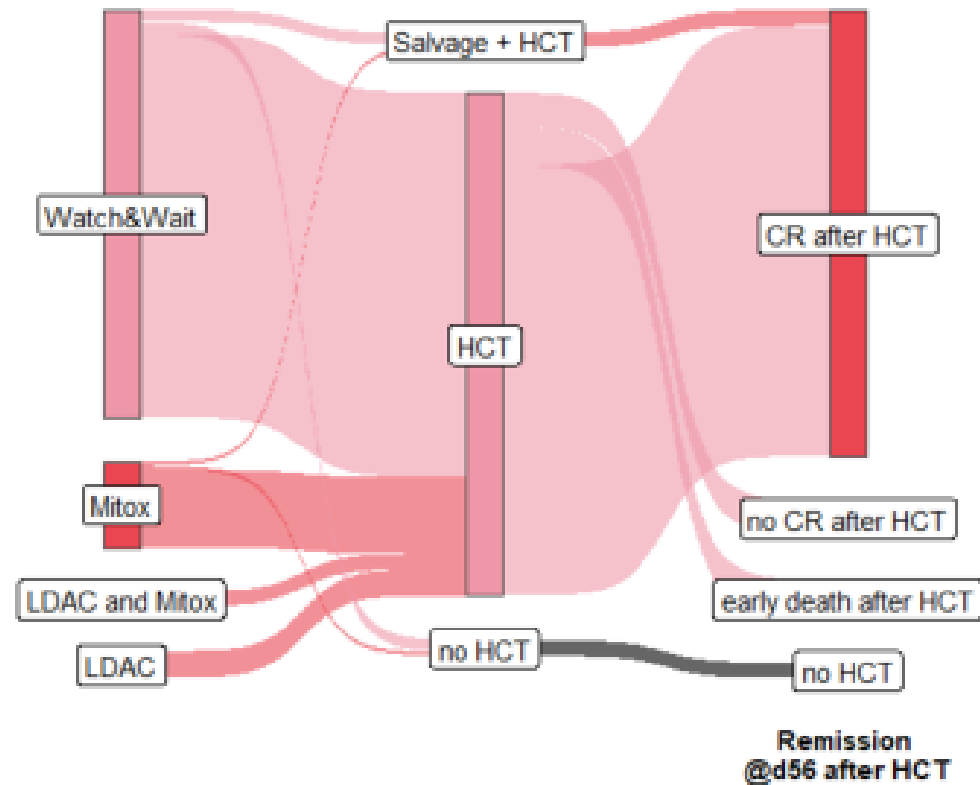 Salvage + HCT
Watch&Wait
CR after HCT
HCT
Mitox
no CR after HCT
LDAC and Mitox
early death after HCT
no HCT
LDAC
no HCT
Remission
@d56 after HCT